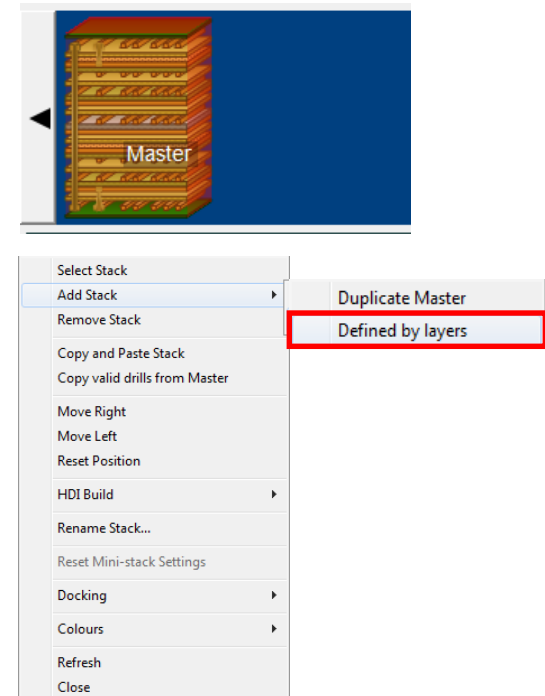 Master
Select Stack
Add Stack
Duplicate Master
Defined by layers
Remove Stack
Copy and Paste Stack
Copy valid drills from Master
Move Right
Move Left
Reset Position
HDI Build
Rename Stack...
Reset Mini-stack Settings
Docking
Colours
Refresh
Close